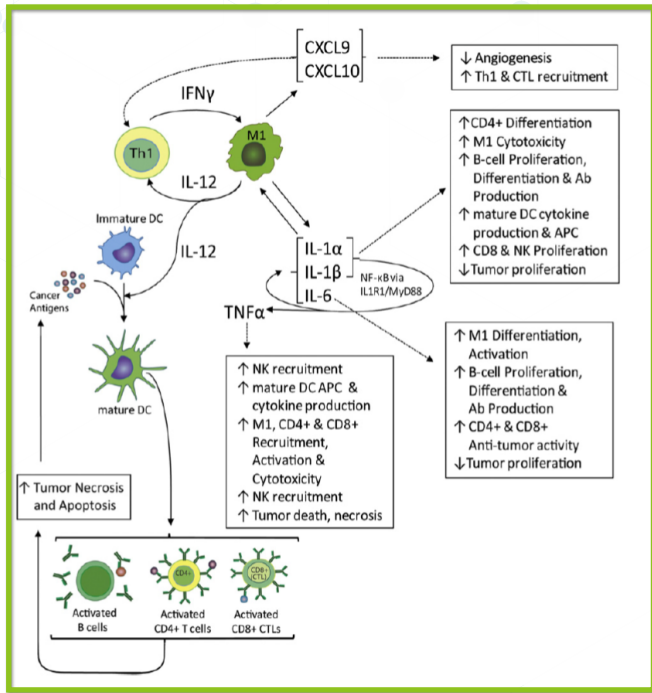 CXCL9
CXCL10
↓ Angiogenesis
↑ Th1 & CTL recruitment
IFNγ
Th1
M1
IL-12
Immature DC
IL-12
Cancer
Antigens
mature DC
↑CD4+ Differentiation
↑ M1 Cytotoxicity
↑ B-cell Proliferation,
Differentiation & Ab
Production
↑ mature DC cytokine
production & APC
↑ CD8 & NK Proliferation
↓Tumor proliferation
IL-1α
IL-1β
IL-6
NF-κB via
IL1R1/MyD88
TNFα
↑ NK recruitment
↑ mature DC APC &
cytokine production
↑ M1, CD4+ & CD8+
Recruitment,
Activation &
Cytotoxicity
↑ NK recruitment
↑ Tumor death, necrosis
↑ M1 Differentiation,
Activation
↑ B-cell Proliferation,
Differentiation &
Ab Production
↑ CD4+ & CD8+
Anti-tumor activity
↓Tumor proliferation
↑ Tumor Necrosis
and Apoptosis
CD4+
CD8+
(CTL)
Activated
B cells
Activated
CD4+ T cells
Activated
CD8+ CTLs